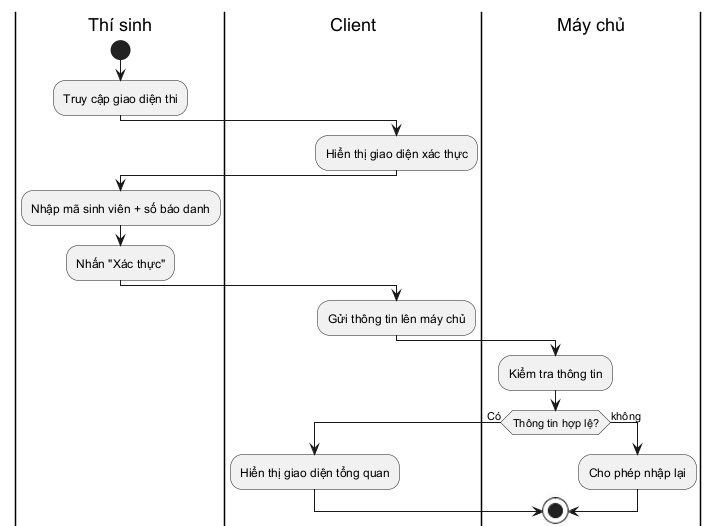 Thí sinh
Client
Máy chủ
Truy cập giao diện thi
Hiển thị giao diện xác thực
Nhập mã sinh viên + số báo danh
Nhấn "Xác thực"
Gửi thông tin lên máy chủ
Kiểm tra thông tin
Có
Thông tin hợp lệ?
không
Hiển thị giao diện tổng quan
Cho phép nhập lại